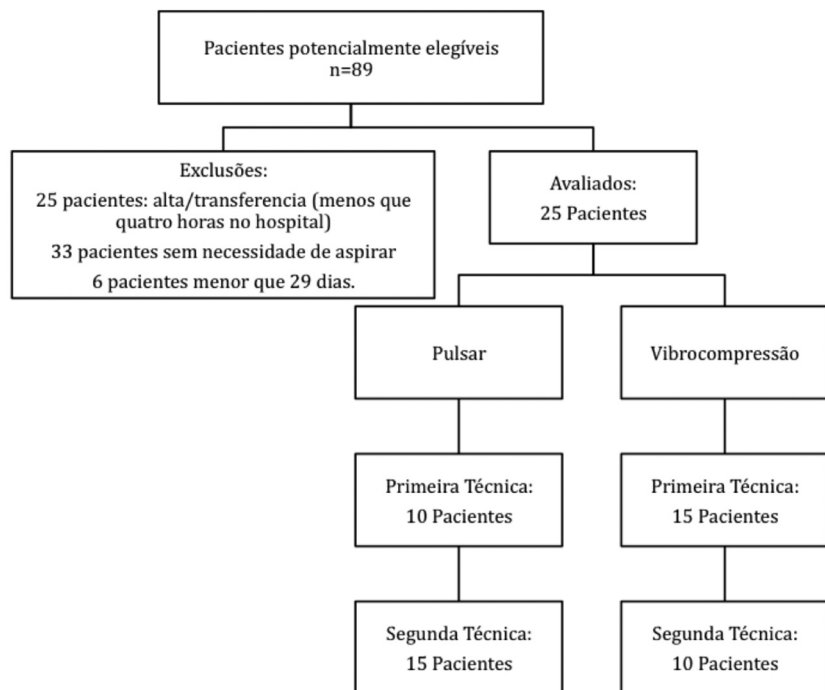 Pacientes potencialmente elegíveis
n=89
Exclusões:
25 pacientes: alta/transferencia (menos que
quatro horas no hospital)
33 pacientes sem necessidade de aspirar
6 pacientes menor que 29 dias.
Avaliados:
25 Pacientes
Pulsar
Vibrocompressão
Primeira Técnica:
10 Pacientes
Primeira Técnica:
15 Pacientes
Segunda Técnica:
15 Pacientes
Segunda Técnica:
10 Pacientes